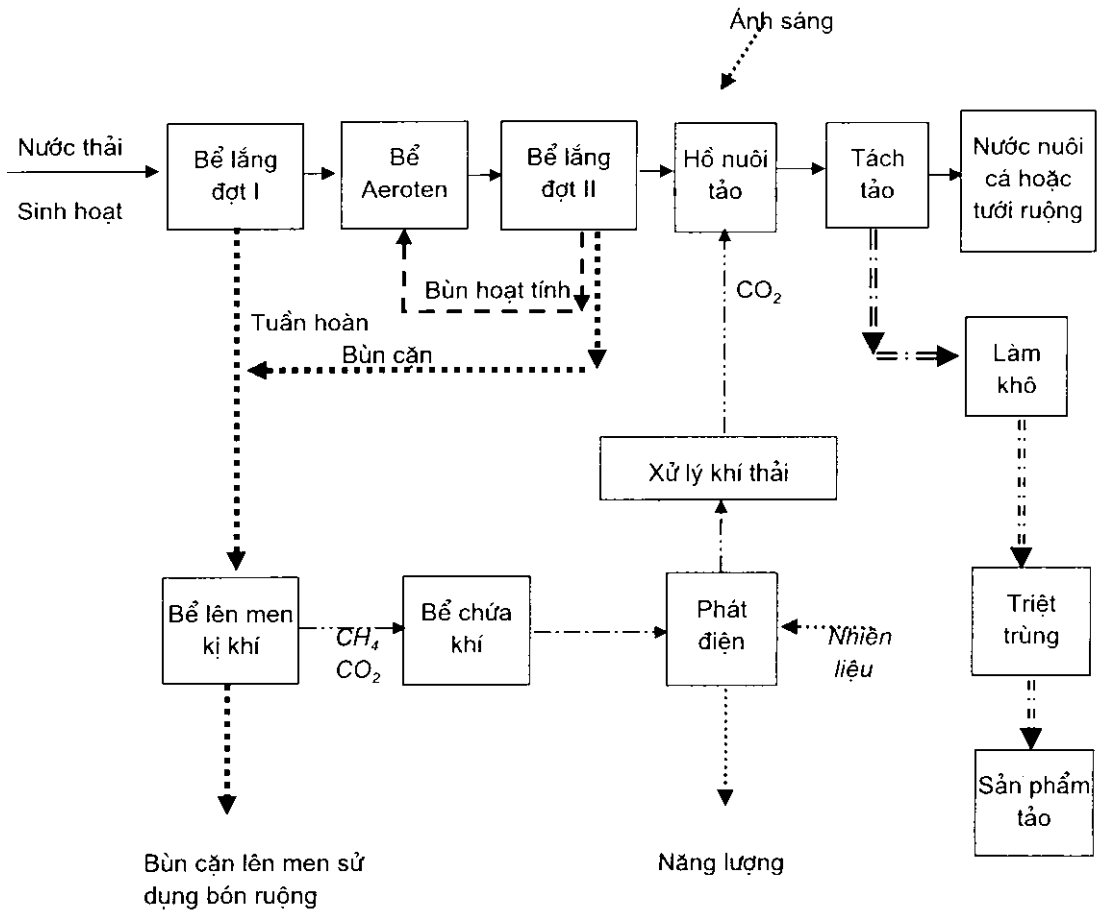 Ánh sáng
Nước thải
Sinh hoạt
Bể lắng
đợt I
Bể
Aeroten
Bể lắng
đợt II
Hồ nuôi
tảo
Tách
tảo
Nước nuôi
cá hoặc
tưới ruộng
Bùn hoạt tính
CO₂
Tuần hoàn
Bùn cặn
Làm
khô
Xử lý khí thải
Bể lên men
kị khí
CH₄
CO₂
Bể chứa
khí
Phát
điện
Nhiền
liệu
Triệt
trùng
Sản phẩm
tảo
Bùn cặn lên men sử
dụng bón ruộng
Năng lượng